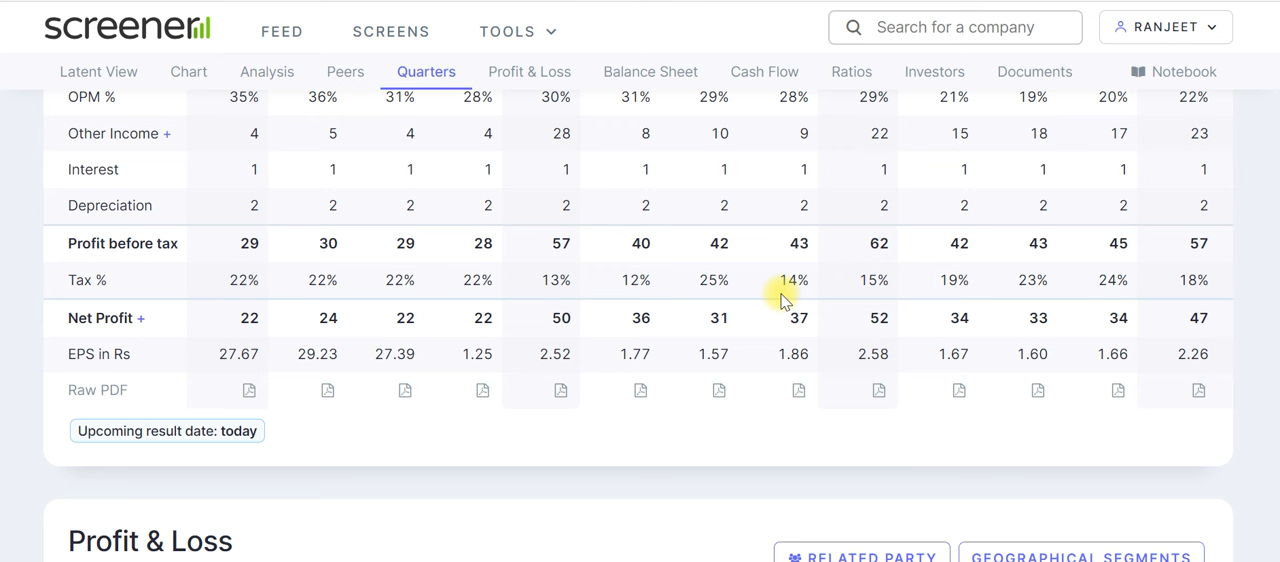 screener
FEED SCREENS TOOLS
Search for a company
RANJEET
Latent View Chart Analysis Peers Quarters Profit & Loss Balance Sheet Cash Flow Ratios Investors Documents Notebook
OPM % 35% 36% 31% 28% 30% 31% 29% 28% 29% 21% 19% 20% 22%
Other Income + 4 5 4 4 28 8 10 9 22 15 18 17 23
Interest 1 1 1 1 1 1 1 1 1 1 1 1 1
Depreciation 2 2 2 2 2 2 2 2 2 2 2 2 2
Profit before tax 29 30 29 28 57 40 42 43 62 42 43 45 57
Tax % 22% 22% 22% 22% 13% 12% 25% 14% 15% 19% 23% 24% 18%
Net Profit + 22 24 22 22 50 36 31 37 52 34 33 34 47
EPS in Rs 27.67 29.23 27.39 1.25 2.52 1.77 1.57 1.86 2.58 1.67 1.60 1.66 2.26
Raw PDF
Upcoming result date: today
Profit & Loss
RELATED PARTY GEOGRAPHICAL SEGMENTS